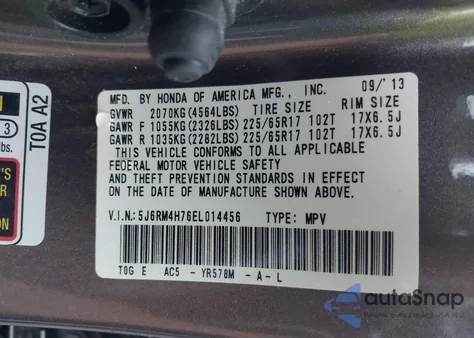 MFD. BY HONDA OF AMERICA MFG., INC. 09/13
GVWR 2070KG(4564LBS) TIRE SIZE RIM SIZE
GAWR F 1055KG(2326LBS) 225/65R17 102T 17X6.5J
GAWR R 1035KG(2282LBS) 225/65R17 102T 17X6.5J
THIS VEHICLE CONFORMS TO ALL APPLICABLE
FEDERAL MOTOR VEHICLE SAFETY
AND THEFT PREVENTION STANDARDS IN EFFECT
ON THE DATE OF MANUFACTURE SHOWN ABOVE.
V.I.N.:5J6RM4H76EL014456 TYPE: MPV
T0G E AC5 - YR578M - A - L
T0A A2
3
lbs.
autoSnap